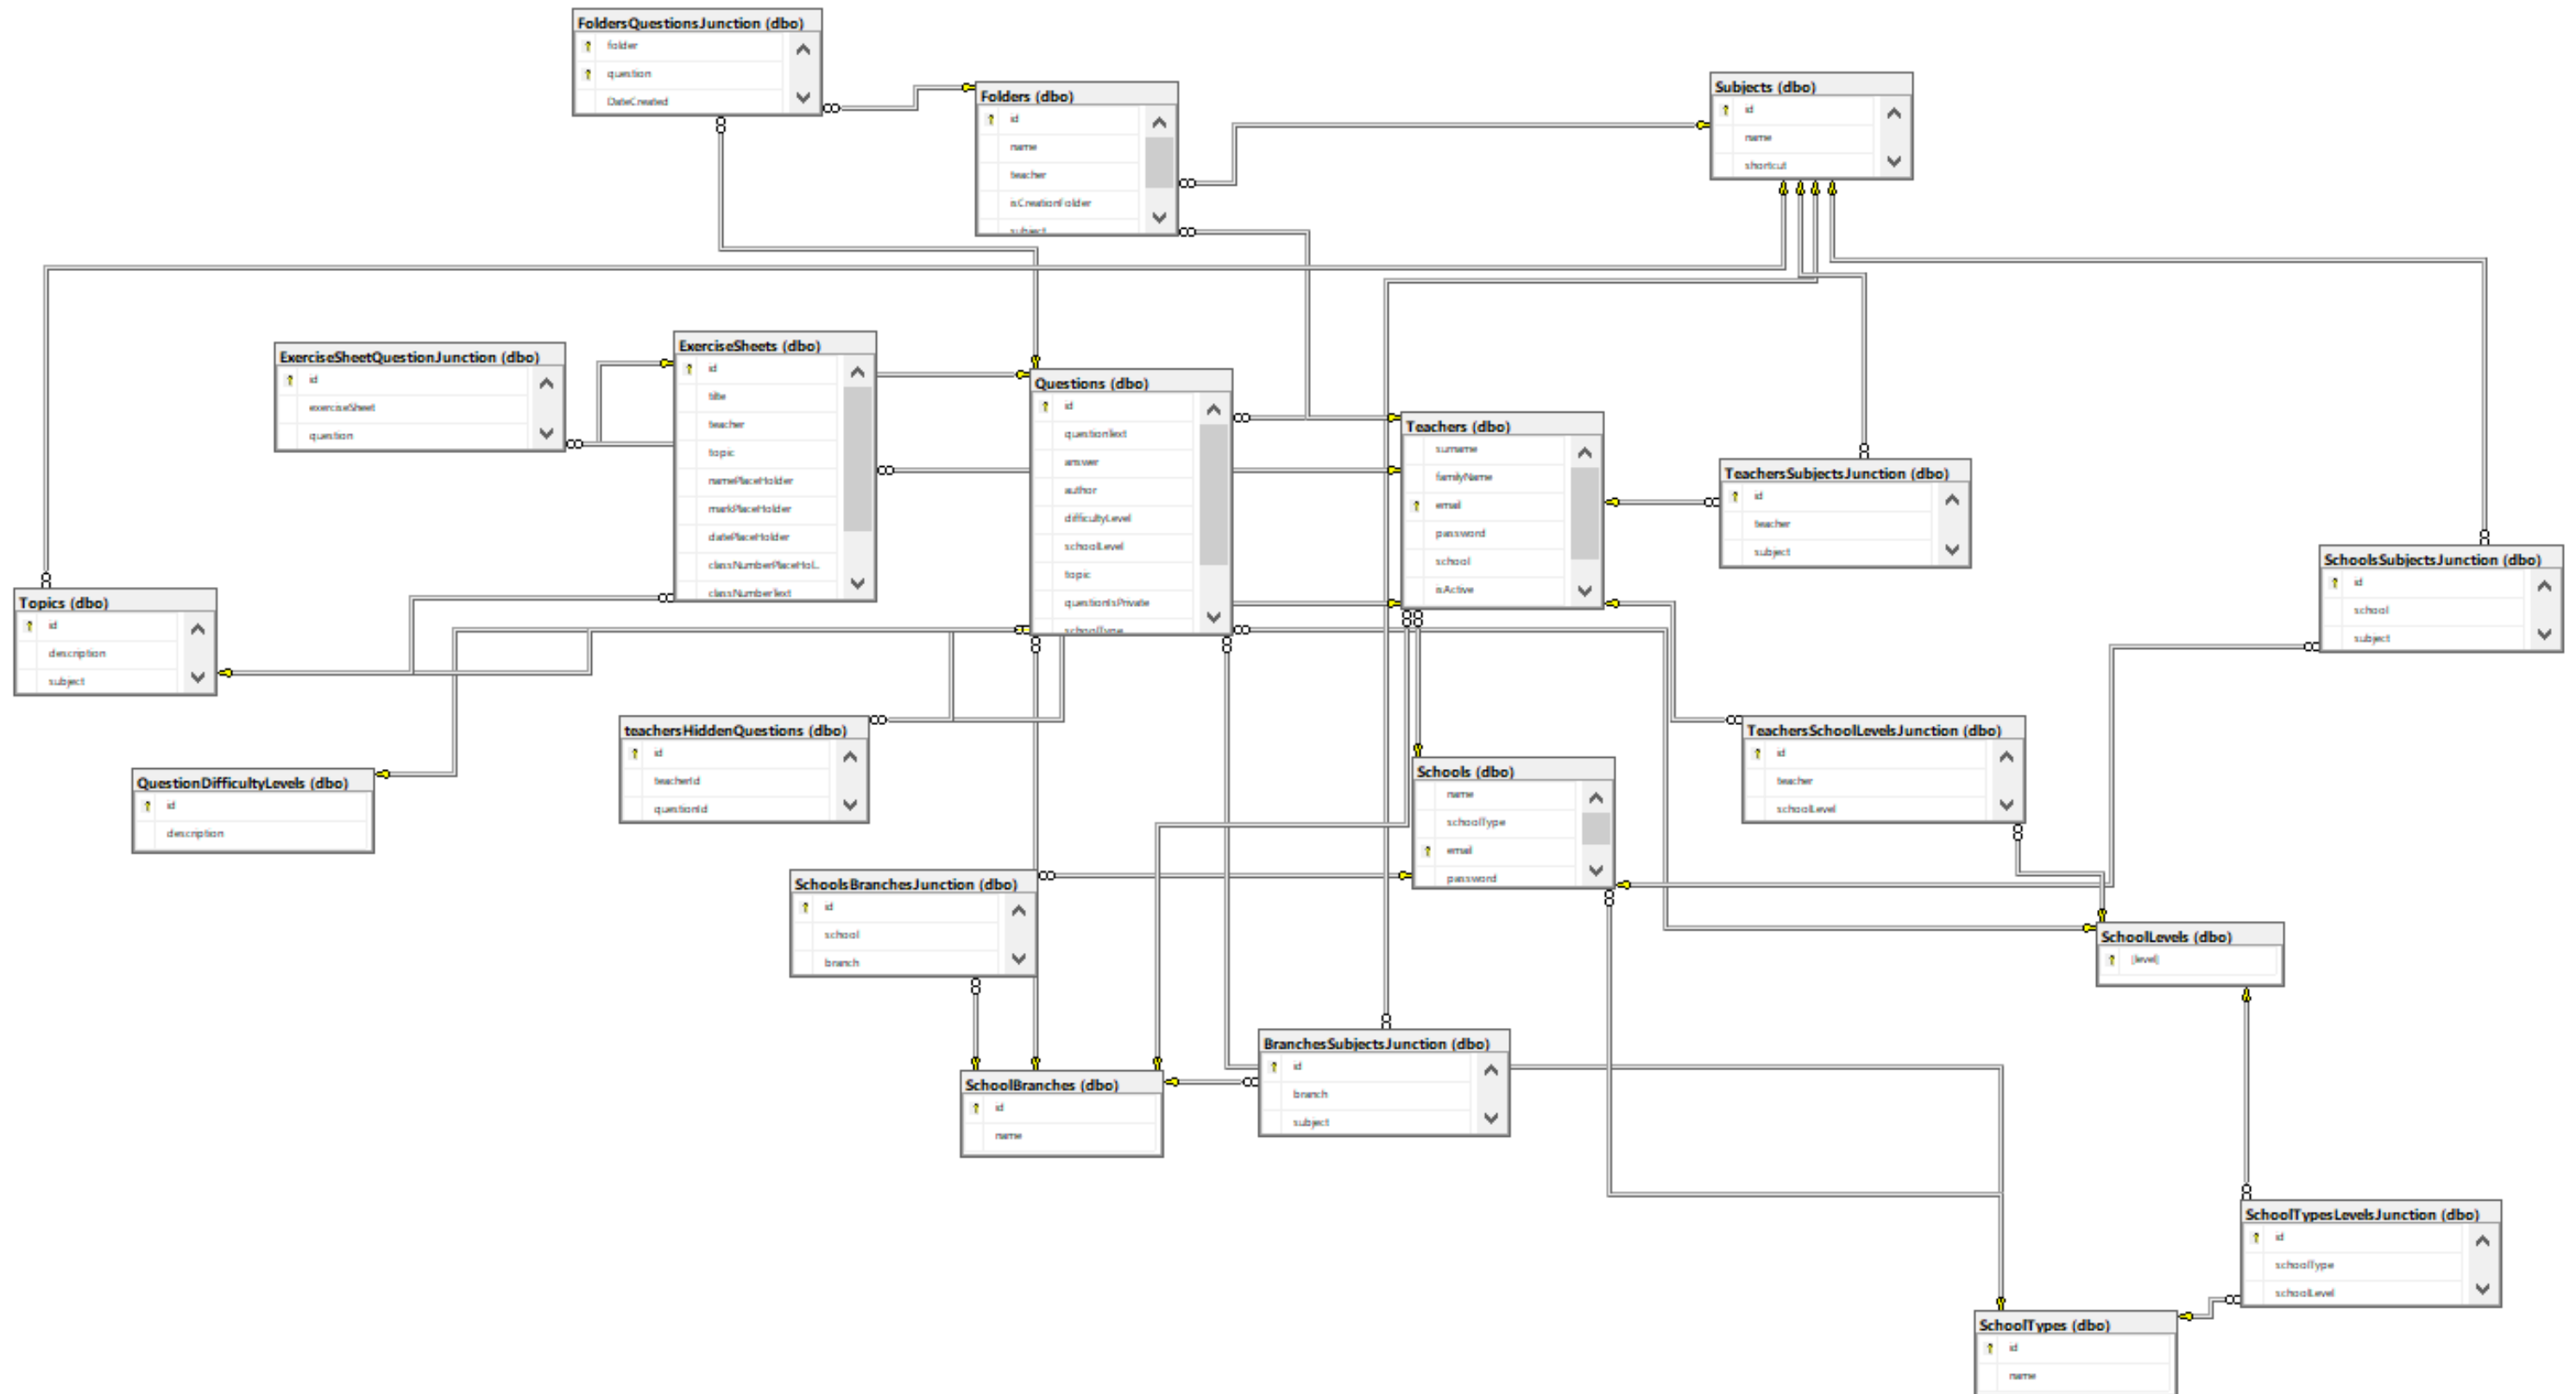 FoldersQuestionsJunction (dbo)
folder
question
DateCreated
Folders (dbo)
id
name
teacher
isCreationFolder
subject
Subjects (dbo)
id
name
shortcut
ExerciseSheetQuestionJunction (dbo)
id
exerciseSheet
question
ExerciseSheets (dbo)
id
title
teacher
topic
namePlaceHolder
markPlaceHolder
datePlaceHolder
classNumberPlaceHol...
classNumberText
Questions (dbo)
id
questionText
answer
author
difficultyLevel
schoolLevel
topic
questionIsPrivate
schoolType
Teachers (dbo)
surname
familyName
email
password
school
isActive
TeachersSubjectsJunction (dbo)
id
teacher
subject
SchoolsSubjectsJunction (dbo)
id
school
subject
Topics (dbo)
id
description
subject
teachersHiddenQuestions (dbo)
id
teacherId
questionId
QuestionDifficultyLevels (dbo)
id
description
Schools (dbo)
name
schoolType
email
password
TeachersSchoolLevelsJunction (dbo)
id
teacher
schoolLevel
SchoolsBranchesJunction (dbo)
id
school
branch
SchoolLevels (dbo)
[level]
BranchesSubjectsJunction (dbo)
id
branch
subject
SchoolBranches (dbo)
id
name
SchoolTypesLevelsJunction (dbo)
id
schoolType
schoolLevel
SchoolTypes (dbo)
id
name